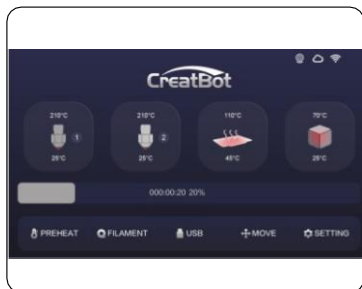 CreatBot
210°C 210°C 110°C 70°C
1 2
25°C 25°C 45°C 25°C
000:00:20 20%
PREHEAT FILAMENT USB MOVE SETTING